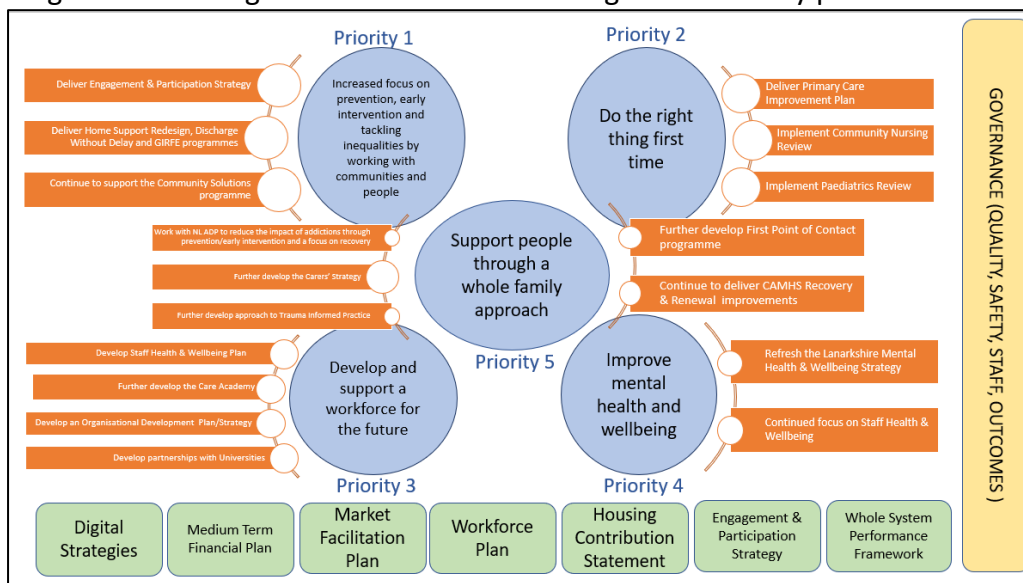 Priority 1
Increased focus on
prevention, early
intervention and
tackling
inequalities by
working with
communities and
people
Deliver Engagement & Participation Strategy
Deliver Home Support Redesign, Discharge
Without Delay and GIRFE programmes
Continue to support the Community Solutions
programme
Priority 2
Do the right
thing first
time
Deliver Primary Care
Improvement Plan
Implement Community Nursing
Review
Implement Paediatrics Review
Work with NL ADP to reduce the impact of addictions through
prevention/early intervention and a focus on recovery
Further develop the Carers' Strategy
Further develop approach to Trauma Informed Practice
Support people
through a
whole family
approach
Priority 5
Further develop First Point of Contact
programme
Continue to deliver CAMHS Recovery
& Renewal improvements
Develop Staff Health & Wellbeing Plan
Further develop the Care Academy
Develop an Organisational Development Plan/Strategy
Develop partnerships with Universities
Develop and
support a
workforce for
the future
Priority 3
Improve
mental
health and
wellbeing
Priority 4
Refresh the Lanarkshire Mental
Health & Wellbeing Strategy
Continued focus on Staff Health &
Wellbeing
Digital
Strategies
Medium Term
Financial Plan
Market
Facilitation
Plan
Workforce
Plan
Housing
Contribution
Statement
Engagement &
Participation
Strategy
Whole System
Performance
Framework
GOVERNANCE (QUALITY, SAFETY, STAFF, OUTCOMES )